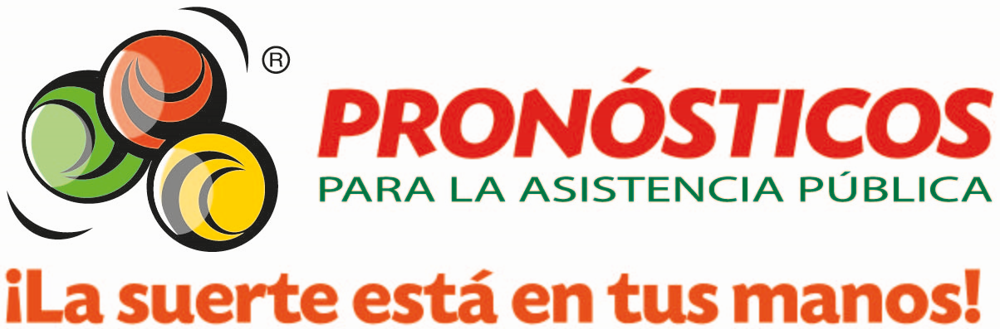 ®
PRONÓSTICOS
PARA LA ASISTENCIA PÚBLICA
¡La suerte está en tus manos!